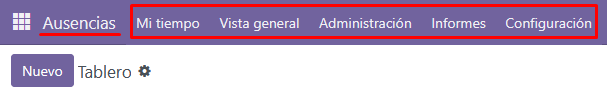 Ausencias Mi tiempo Vista general Administración Informes Configuración
Nuevo Tablero